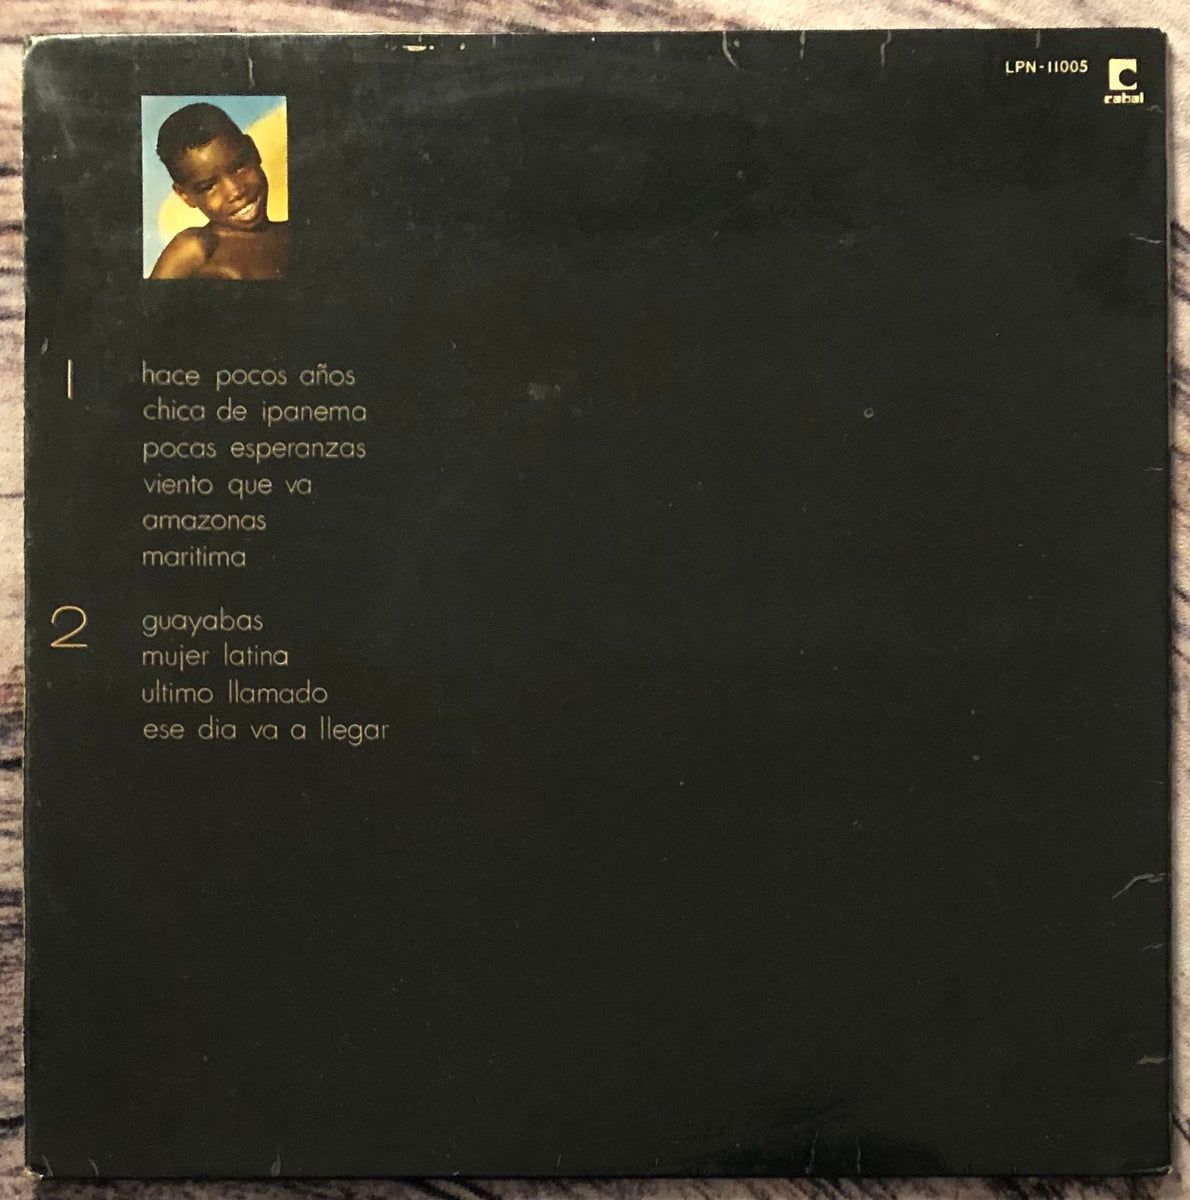 LPN-11005
cabal
1
hace pocos años
chica de ipanema
pocas esperanzas
viento que va
amazonas
maritima
2
guayabas
mujer latina
ultimo llamado
ese dia va a llegar